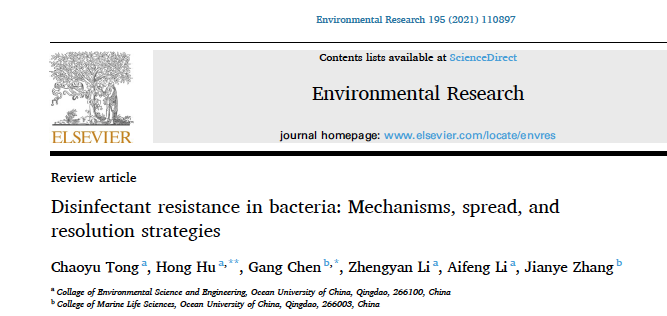 Environmental Research 195 (2021) 110897
Contents lists available at ScienceDirect
Environmental Research
ELSEVIER
journal homepage: www.elsevier.com/locate/envres
Review article
Disinfectant resistance in bacteria: Mechanisms, spread, and
resolution strategies
Chaoyu Tong a, Hong Hu a,**, Gang Chen b,*, Zhengyan Li a, Aifeng Li a, Jianye Zhang b
a College of Environmental Science and Engineering, Ocean University of China, Qingdao, 266100, China
b College of Marine Life Sciences, Ocean University of China, Qingdao, 266003, China